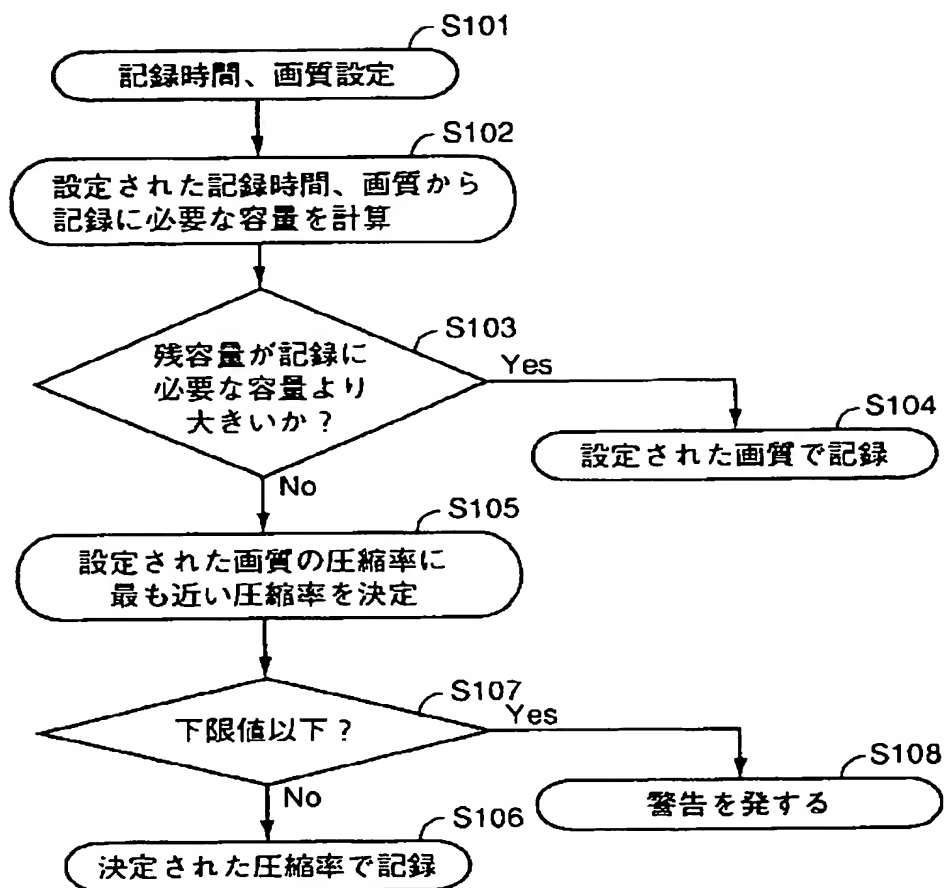 S101
記録時間、画質設定
S102
設定された記録時間、画質から
記録に必要な容量を計算
S103
残容量が記録に
必要な容量より
大きいか？
Yes
S104
設定された画質で記録
No
S105
設定された画質の圧縮率に
最も近い圧縮率を決定
S107
下限値以下？
Yes
S108
警告を発する
No
S106
決定された圧縮率で記録